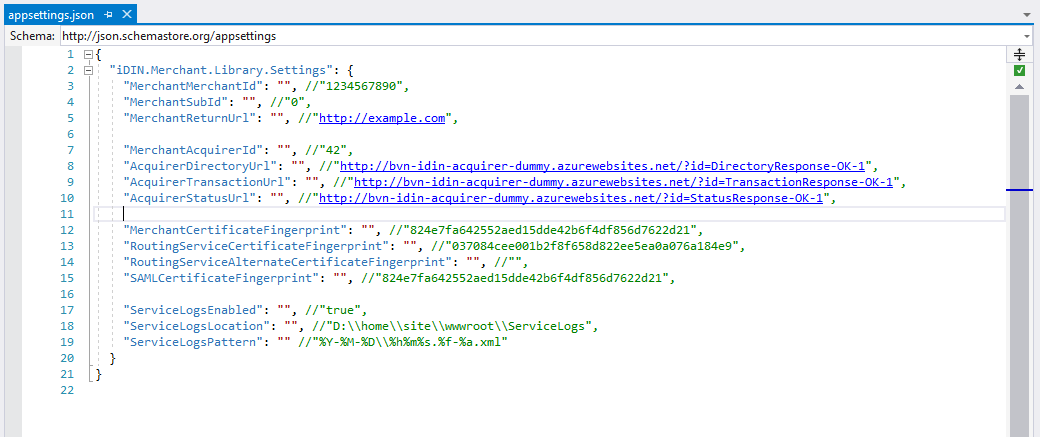 appsettings.json
Schema: http://json.schemastore.org/appsettings
1 {
2 "iDIN.Merchant.Library.Settings": {
3 "MerchantMerchantId": "", //"1234567890",
4 "MerchantSubId": "", //"0",
5 "MerchantReturnUrl": "", //"http://example.com",
6
7 "MerchantAcquirerId": "", //"42",
8 "AcquirerDirectoryUrl": "", //"http://bvn-idin-acquirer-dummy.azurewebsites.net/?id=DirectoryResponse-OK-1",
9 "AcquirerTransactionUrl": "", //"http://bvn-idin-acquirer-dummy.azurewebsites.net/?id=TransactionResponse-OK-1",
10 "AcquirerStatusUrl": "", //"http://bvn-idin-acquirer-dummy.azurewebsites.net/?id=StatusResponse-OK-1",
11
12 "MerchantCertificateFingerprint": "", //"824e7fa642552aed15dde42b6f4df856d7622d21",
13 "RoutingServiceCertificateFingerprint": "", //"037084cee001b2f8f658d822ee5ea0a076a184e9",
14 "RoutingServiceAlternateCertificateFingerprint": "", //"",
15 "SAMLCertificateFingerprint": "", //"824e7fa642552aed15dde42b6f4df856d7622d21",
16
17 "ServiceLogsEnabled": "", //"true",
18 "ServiceLogsLocation": "", //"D:\\home\\site\\wwwroot\\ServiceLogs",
19 "ServiceLogsPattern": "" //"%Y-%M-%D\\%h%m%s.%f-%a.xml"
20 }
21 }
22